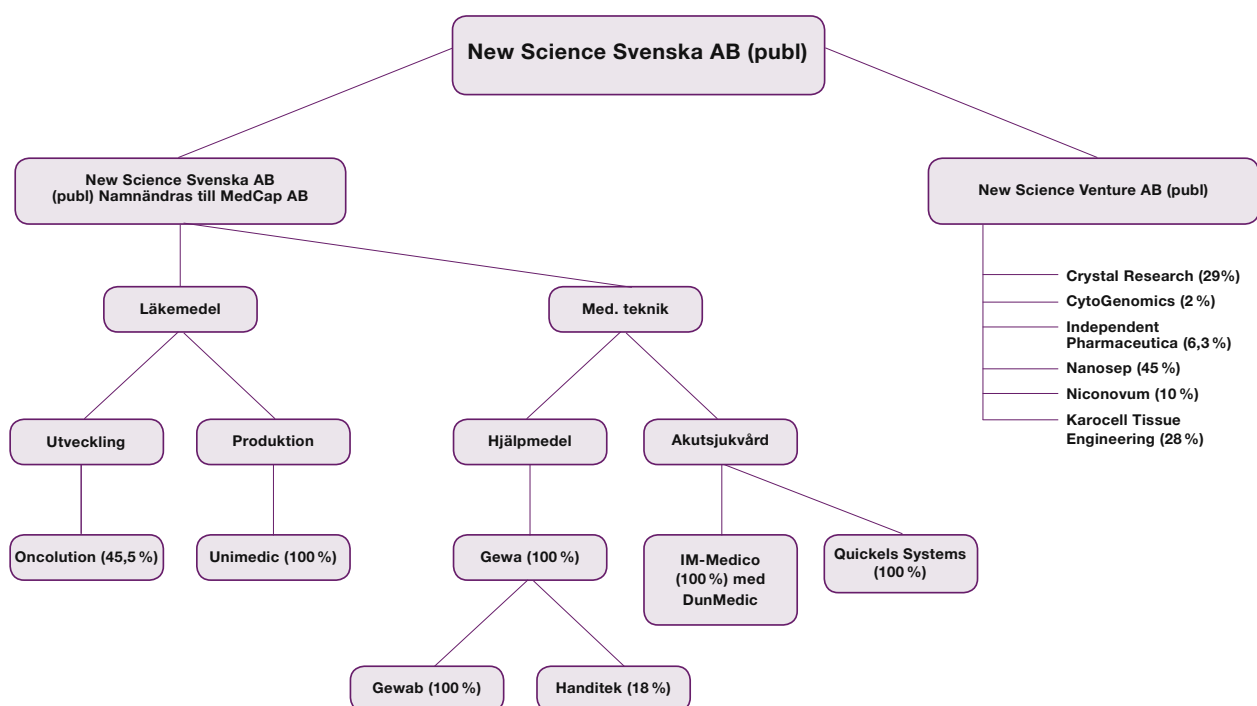 New Science Svenska AB (publ)
New Science Svenska AB
(publ) Namnändras till MedCap AB
New Science Venture AB (publ)
Crystal Research (29%)
CytoGenomics (2 %)
Independent
Pharmaceutica (6,3 %)
Nanosep (45 %)
Niconovum (10 %)
Karocell Tissue
Engineering (28 %)
Läkemedel
Med. teknik
Utveckling
Produktion
Hjälpmedel
Akutsjukvård
Oncolution (45,5 %)
Unimedic (100 %)
Gewa (100 %)
IM-Medico
(100 %) med
DunMedic
Quickels Systems
(100 %)
Gewab (100 %)
Handitek (18 %)